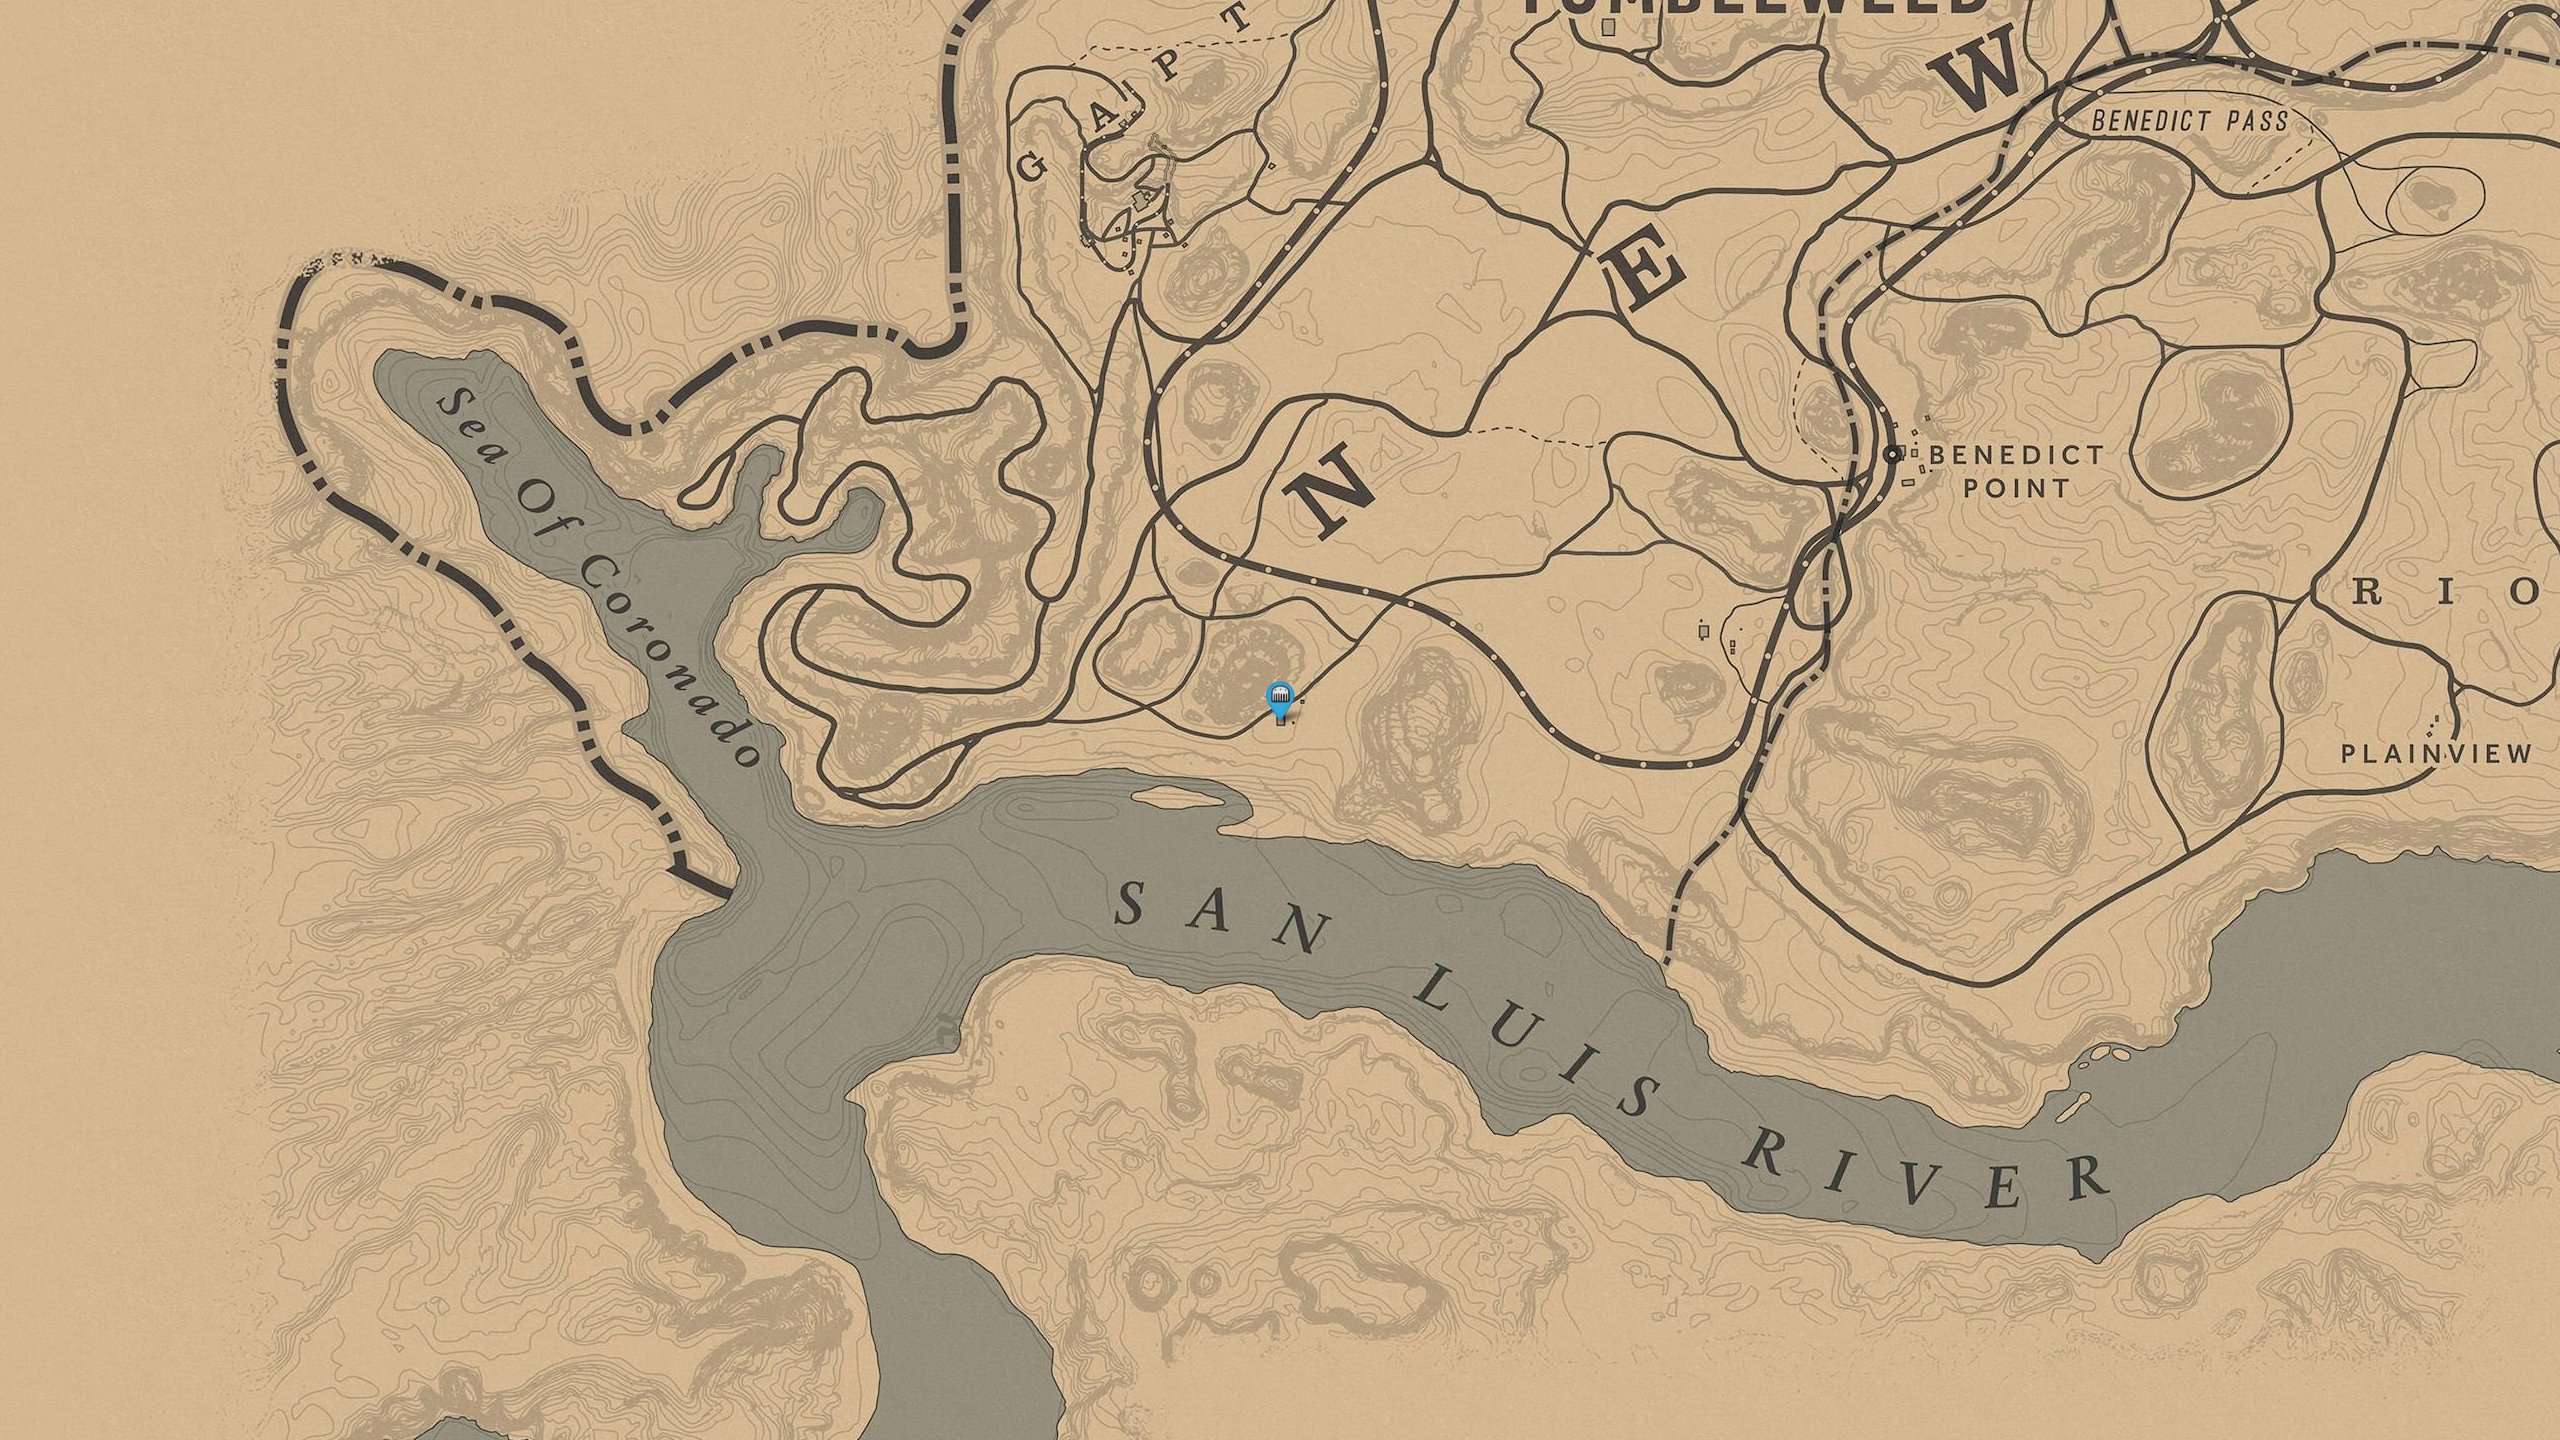 TUMBLEWEED
G A P T
W
BENEDICT PASS
E
Sea Of Coronado
N
BENEDICT
POINT
R I O
PLAINVIEW
SAN LUIS RIVER